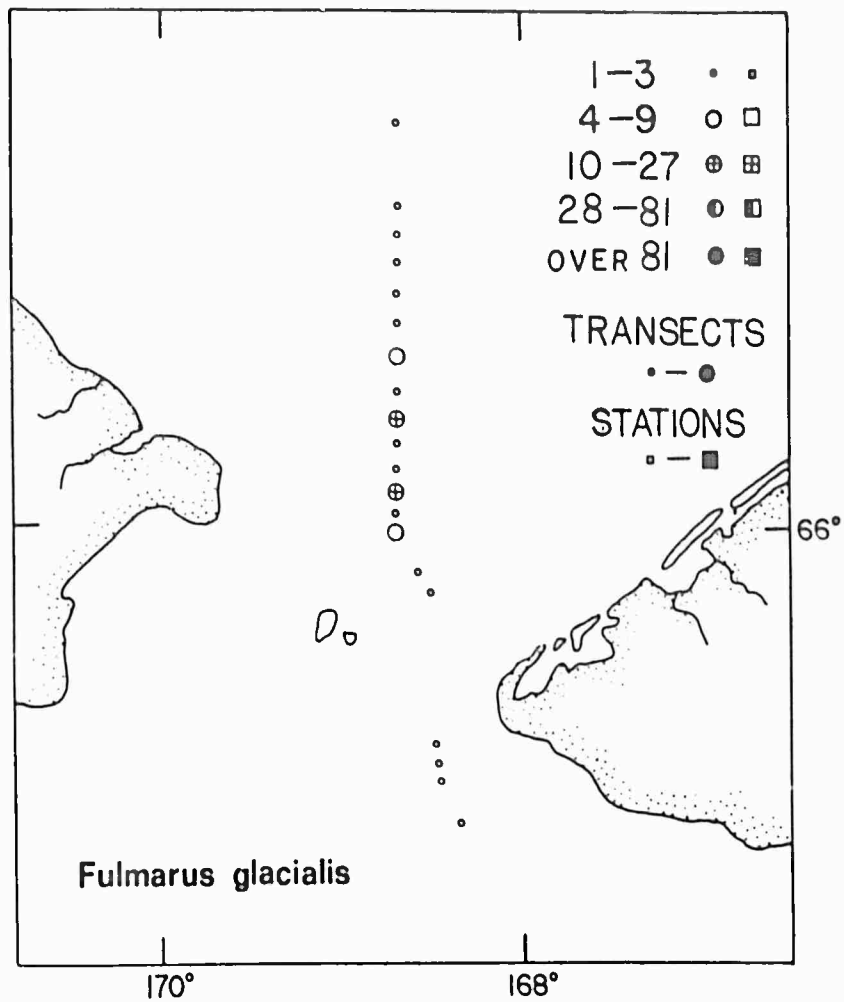 1–3
4–9
10–27
28–81
OVER 81
TRANSECTS
–
STATIONS
–
66°
Fulmarus glacialis
170°
168°